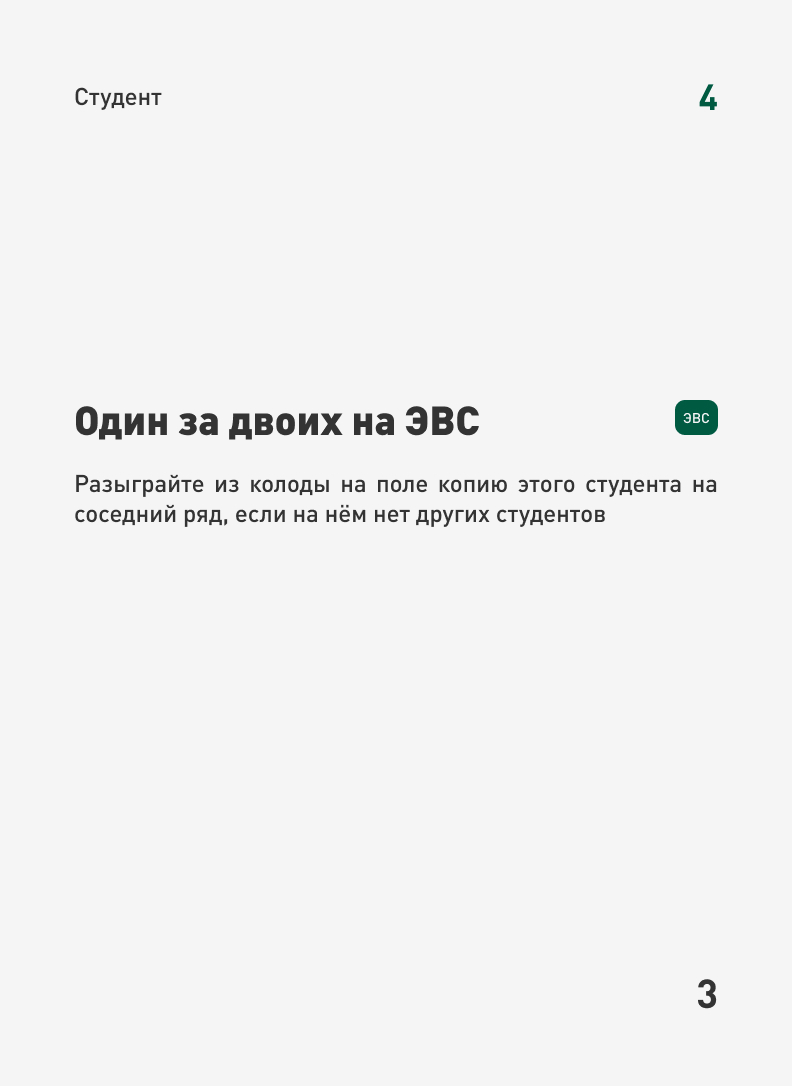 Студент
4
Один за двоих на ЭВС
ЭВС
Разыграйте из колоды на поле копию этого студента на
соседний ряд, если на нём нет других студентов
3